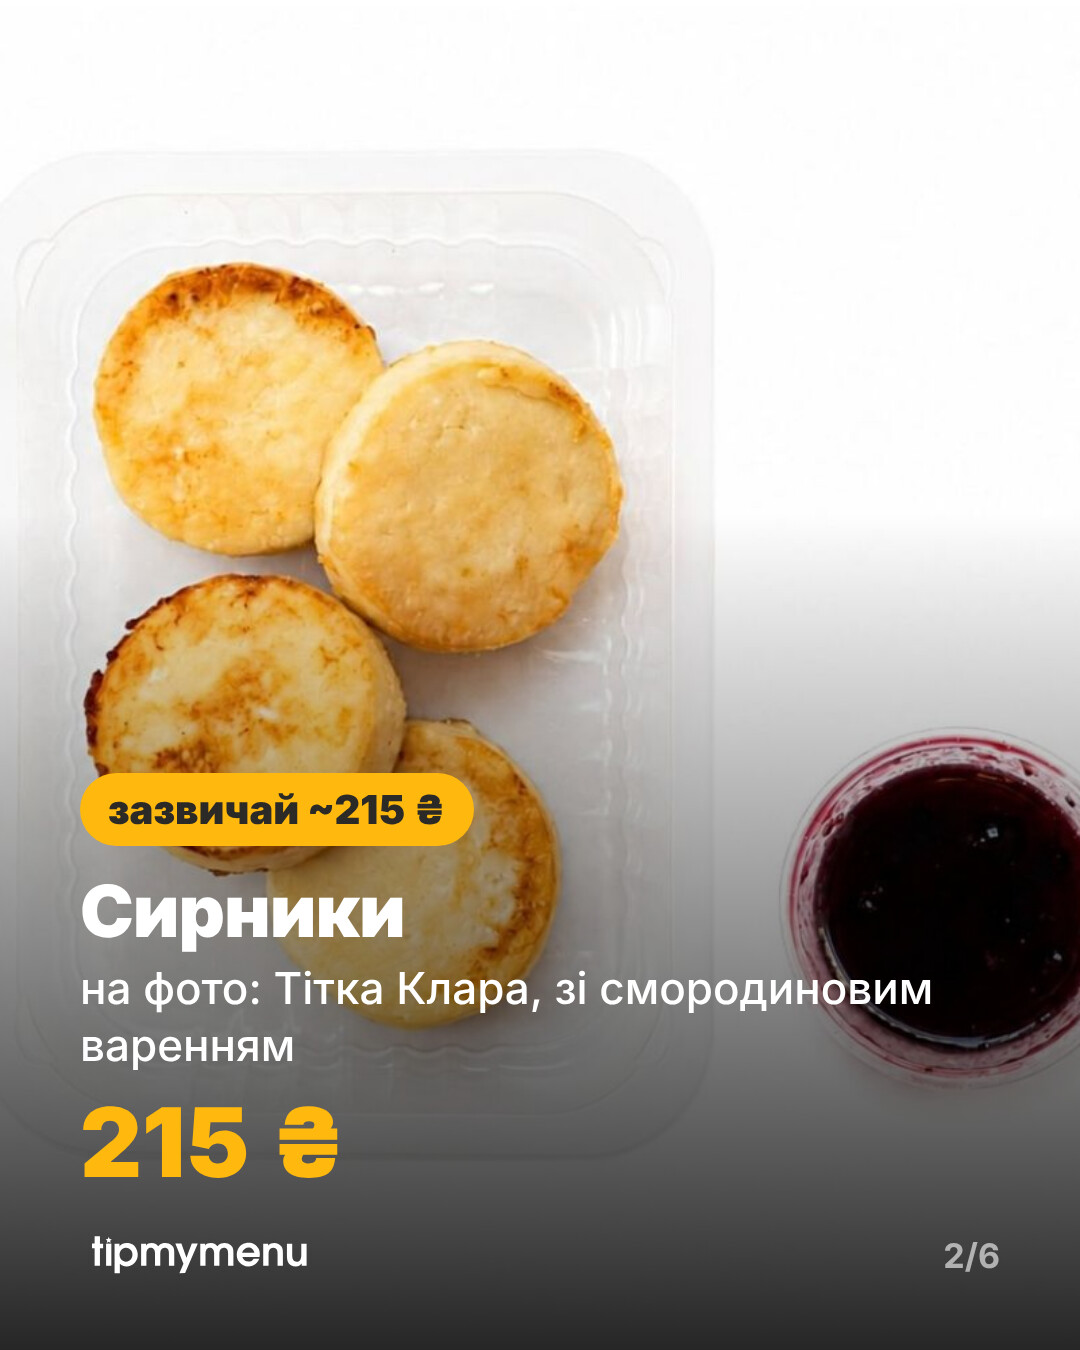 зазвичай ~215 ₴
Сирники
на фото: Тітка Клара, зі смородиновим
варенням
215 ₴
tipmymenu
2/6